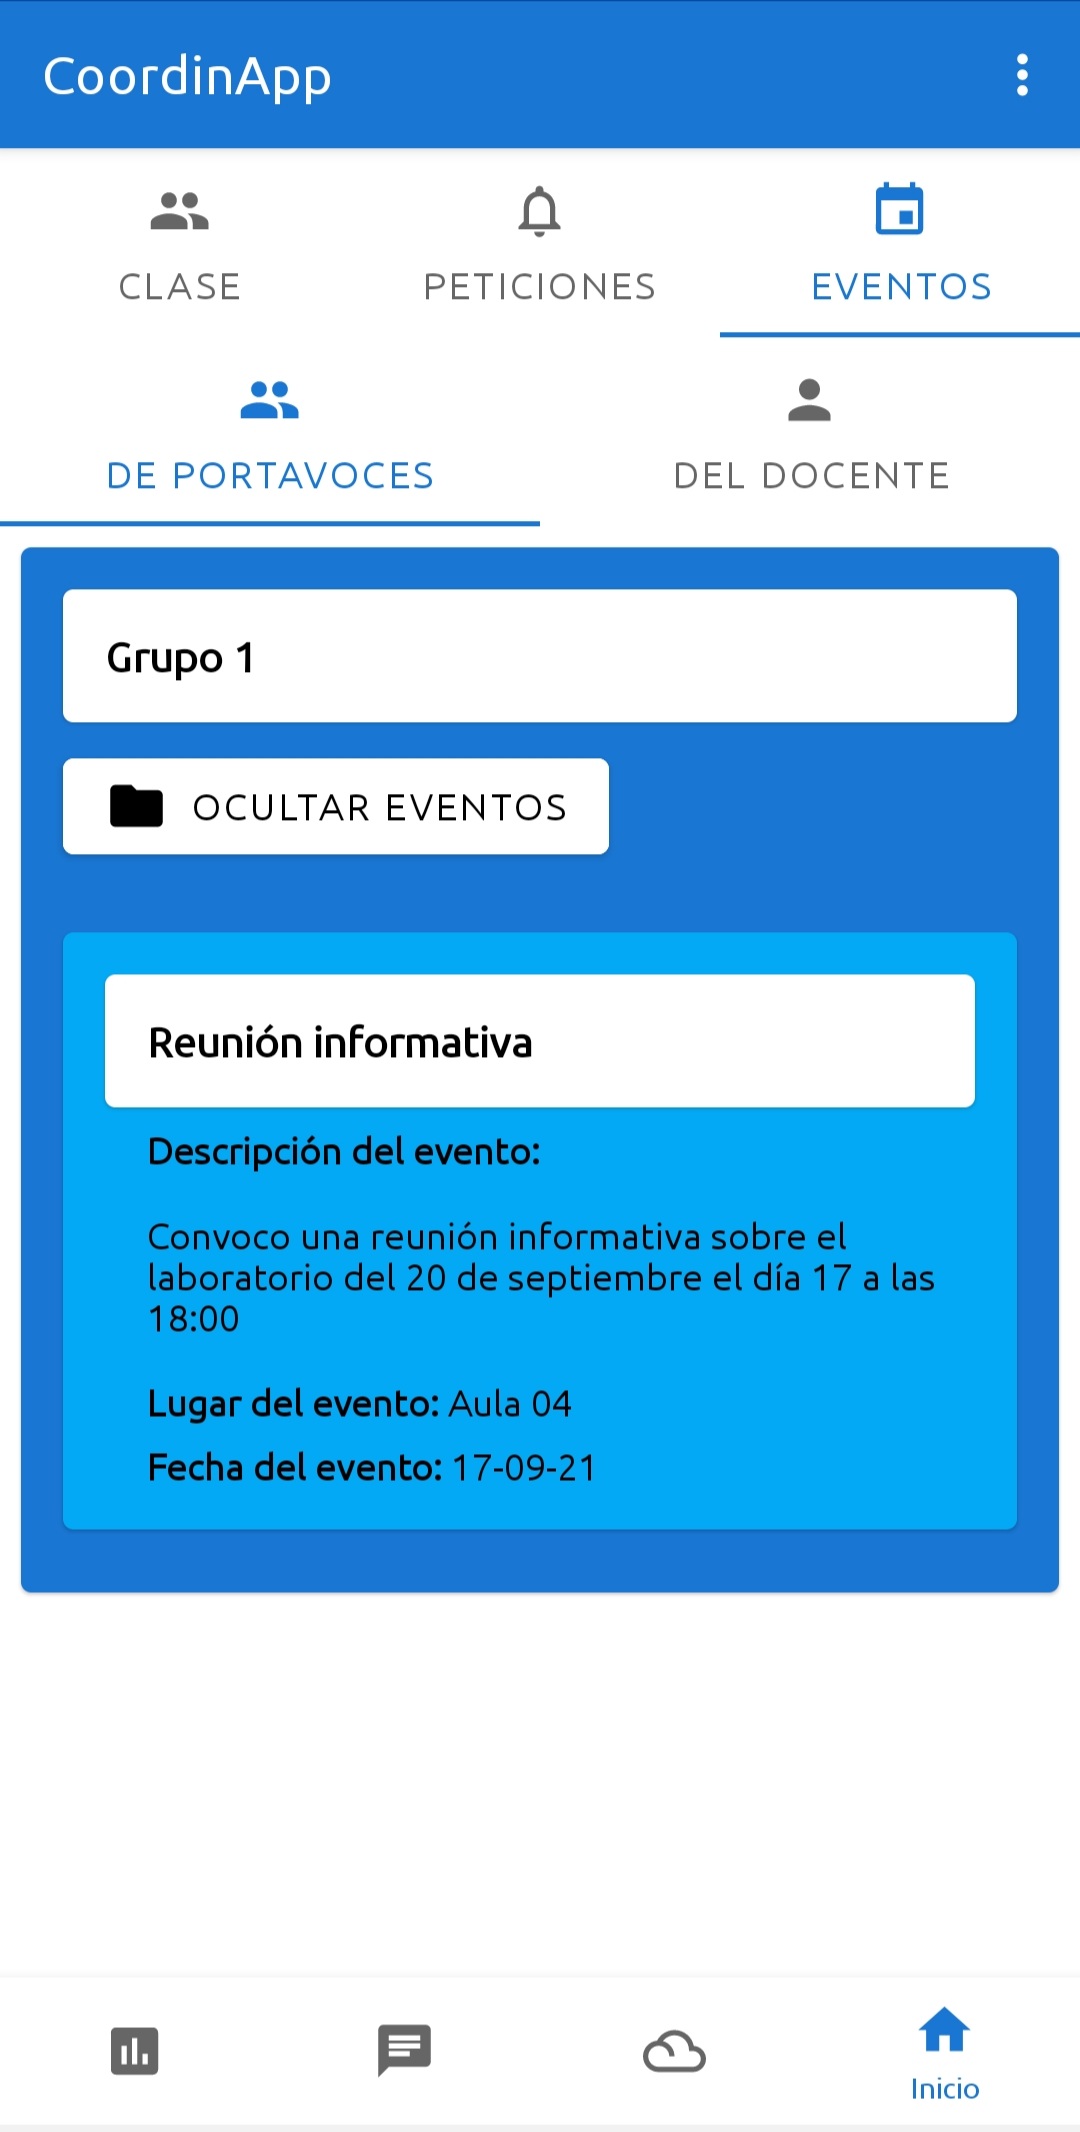 CoordinApp
CLASE
PETICIONES
EVENTOS
DE PORTAVOCES
DEL DOCENTE
Grupo 1
OCULTAR EVENTOS
Reunión informativa
Descripción del evento:
Convoco una reunión informativa sobre el
laboratorio del 20 de septiembre el día 17 a las
18:00
Lugar del evento: Aula 04
Fecha del evento: 17-09-21
Inicio